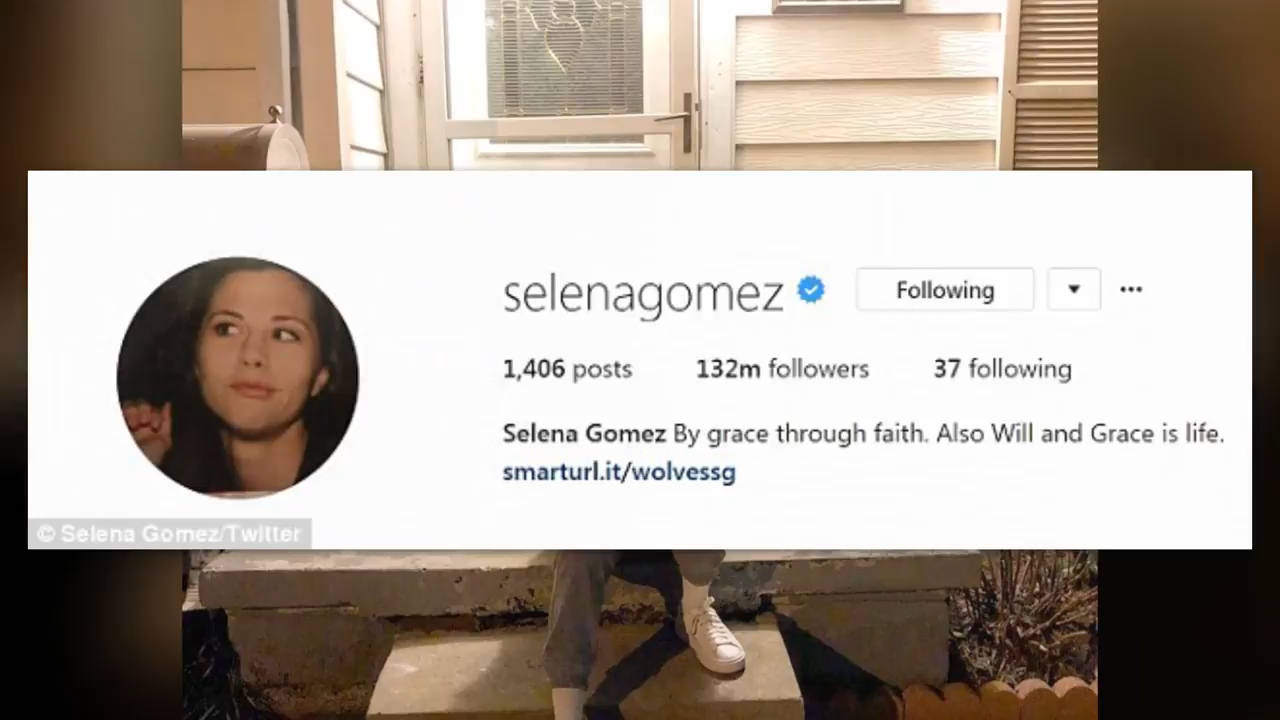 selenagomez
Following
1,406 posts 132m followers 37 following
Selena Gomez By grace through faith. Also Will and Grace is life.
smarturl.it/wolvessg
© Selena Gomez/Twitter